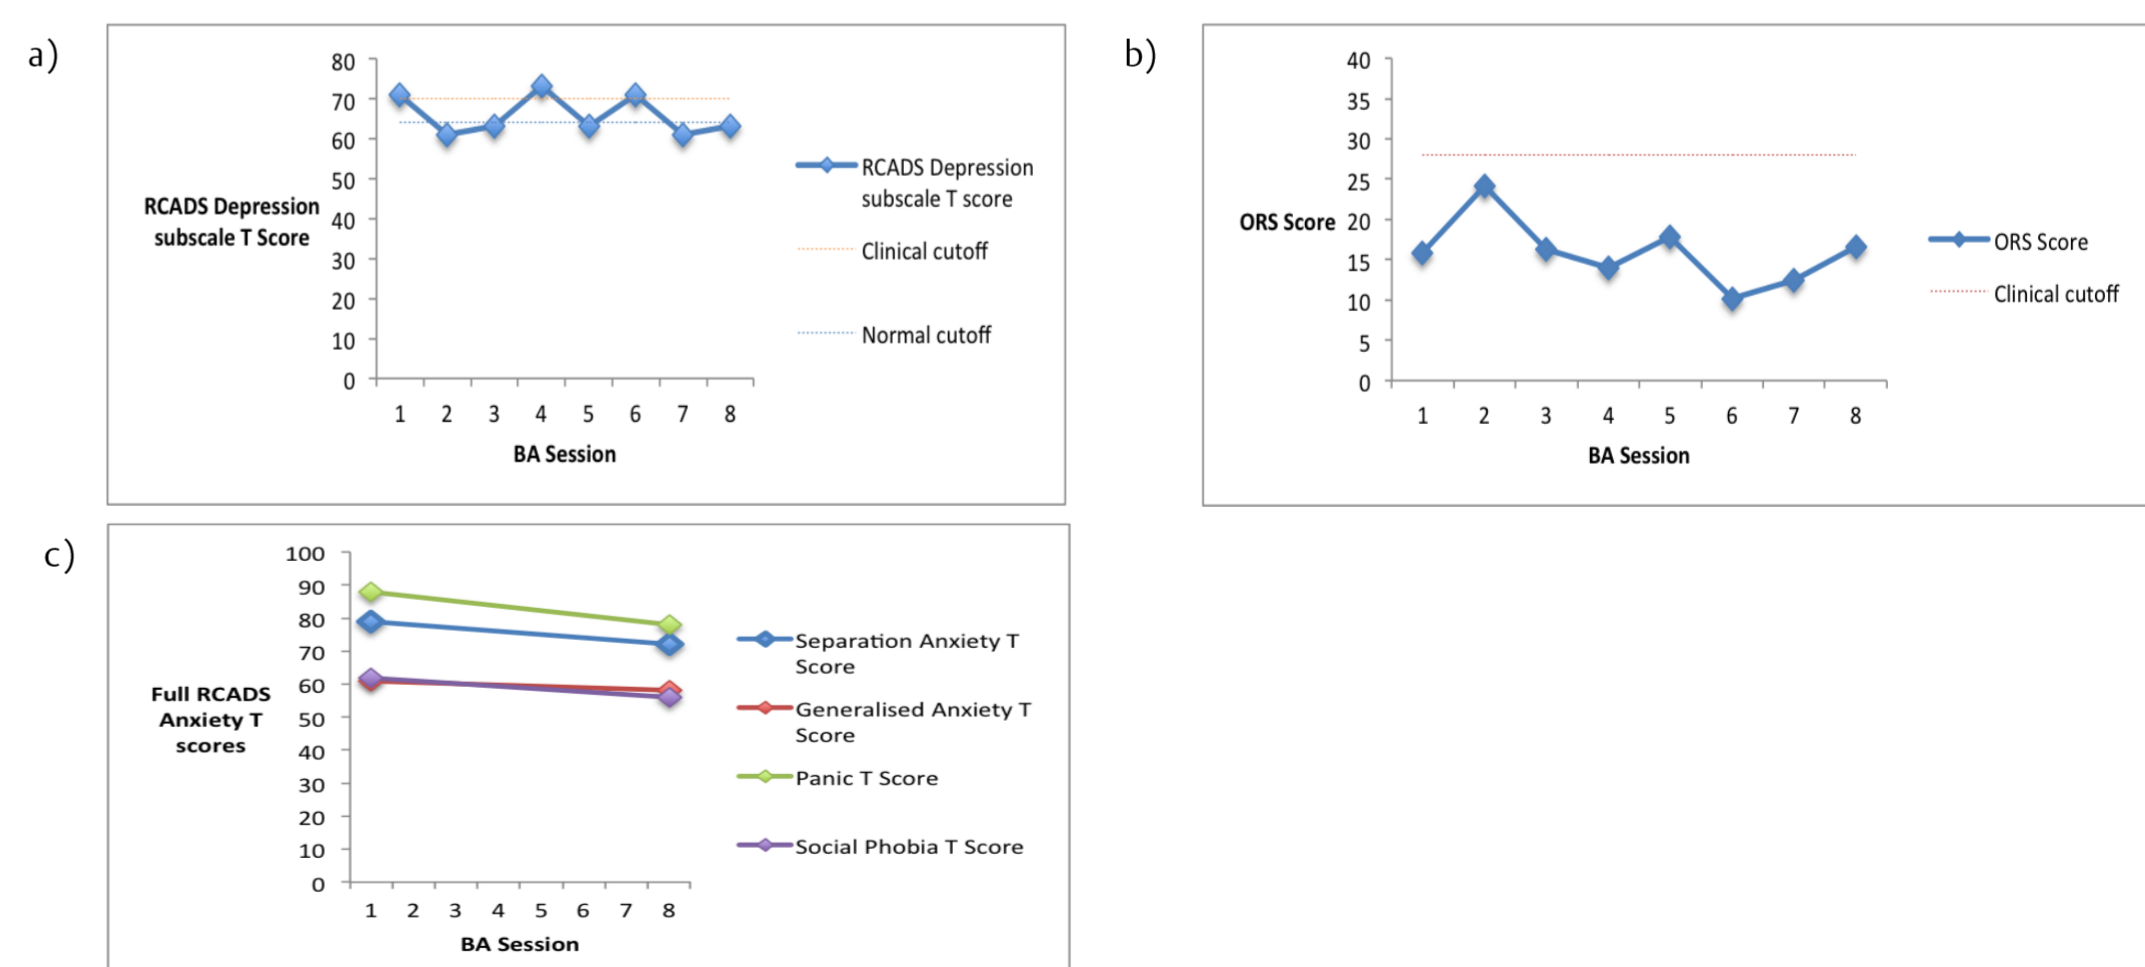 a)
80
70
60
50
40
30
20
10
0
RCADS Depression
subscale T Score
1 2 3 4 5 6 7 8
BA Session
RCADS Depression
subscale T score
Clinical cutoff
Normal cutoff
b)
40
35
30
25
20
15
10
5
0
ORS Score
1 2 3 4 5 6 7 8
BA Session
ORS Score
Clinical cutoff
c)
100
90
80
70
60
50
40
30
20
10
0
Full RCADS
Anxiety T
scores
1 2 3 4 5 6 7 8
BA Session
Separation Anxiety T
Score
Generalised Anxiety T
Score
Panic T Score
Social Phobia T Score